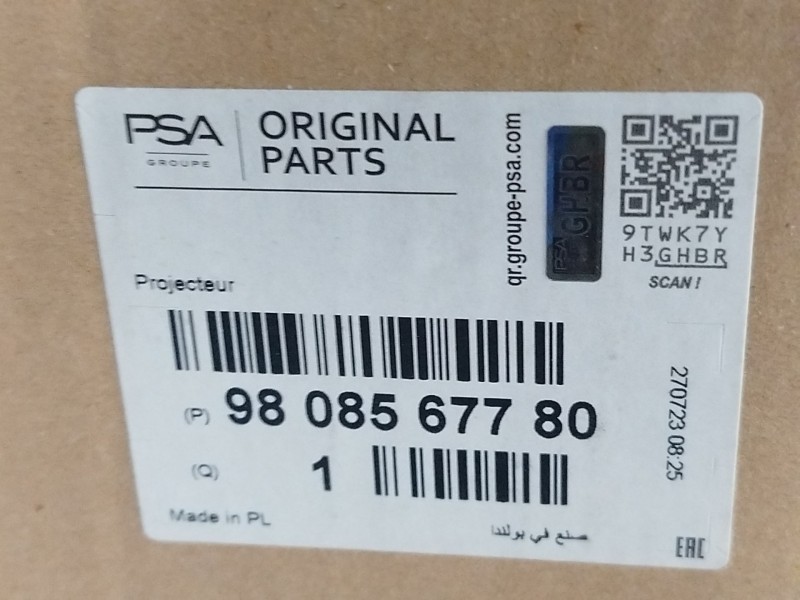 PSA
GROUPE
ORIGINAL
PARTS
qr.groupe-psa.com
PSA GHBR
9TWK7Y
H3GHBR
SCAN!
Projecteur
(P) 98 085 677 80
(Q) 1
270723 08:25
Made in PL
صنع في بولندا
EAC